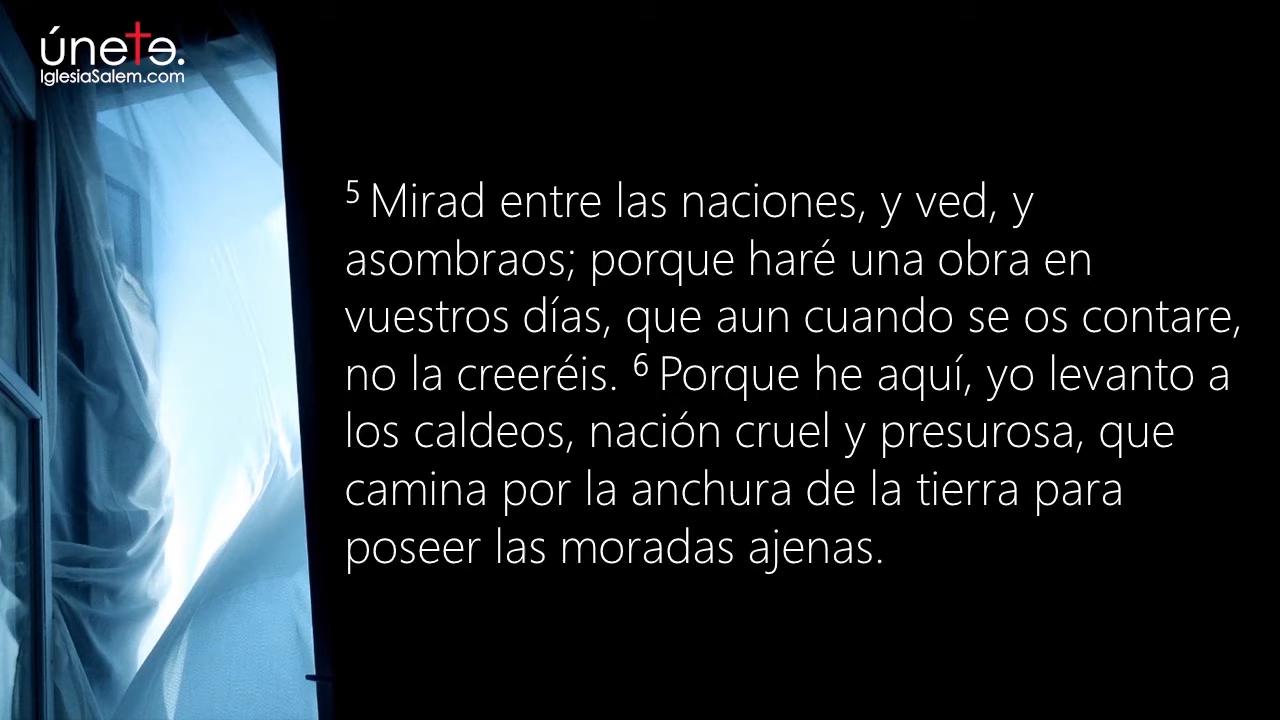 únete.
IglesiaSalem.com
5 Mirad entre las naciones, y ved, y
asombraos; porque haré una obra en
vuestros días, que aun cuando se os contare,
no la creeréis. 6 Porque he aquí, yo levanto a
los caldeos, nación cruel y presurosa, que
camina por la anchura de la tierra para
poseer las moradas ajenas.